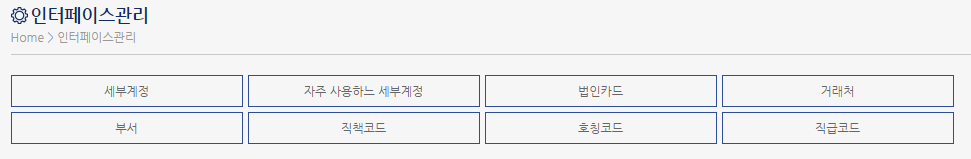 인터페이스관리
Home > 인터페이스관리
세부계정 자주 사용하느 세부계정 법인카드 거래처
부서 직책코드 호칭코드 직급코드